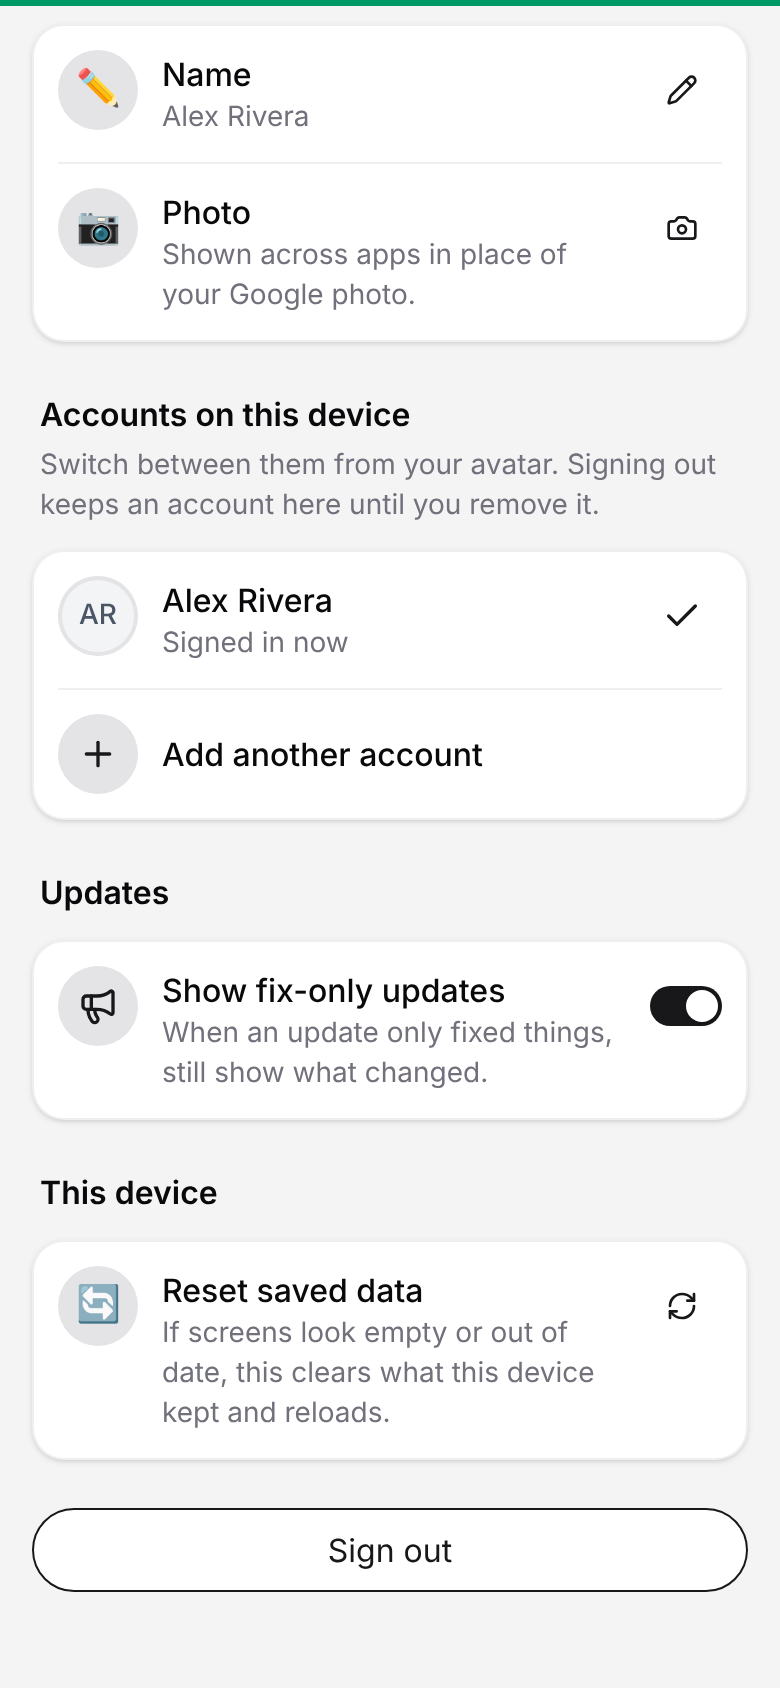 Name
Alex Rivera
Photo
Shown across apps in place of
your Google photo.
Accounts on this device
Switch between them from your avatar. Signing out
keeps an account here until you remove it.
AR
Alex Rivera
Signed in now
Add another account
Updates
Show fix-only updates
When an update only fixed things,
still show what changed.
This device
Reset saved data
If screens look empty or out of
date, this clears what this device
kept and reloads.
Sign out